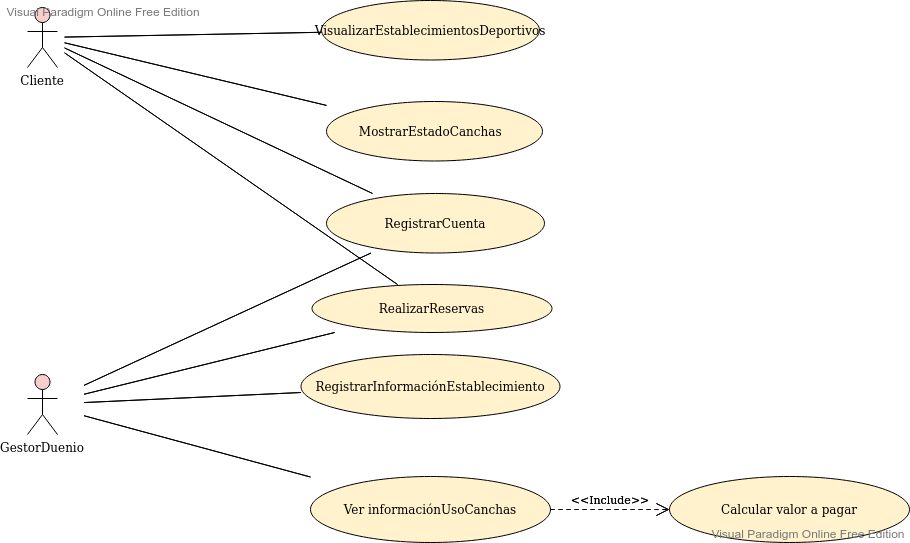 Visual Paradigm Online Free Edition
VisualizarEstablecimientosDeportivos
Cliente
MostrarEstadoCanchas
RegistrarCuenta
RealizarReservas
RegistrarInformaciónEstablecimiento
GestorDuenio
<<Include>>
Ver informaciónUsoCanchas
Calcular valor a pagar
Visual Paradigm Online Free Edition